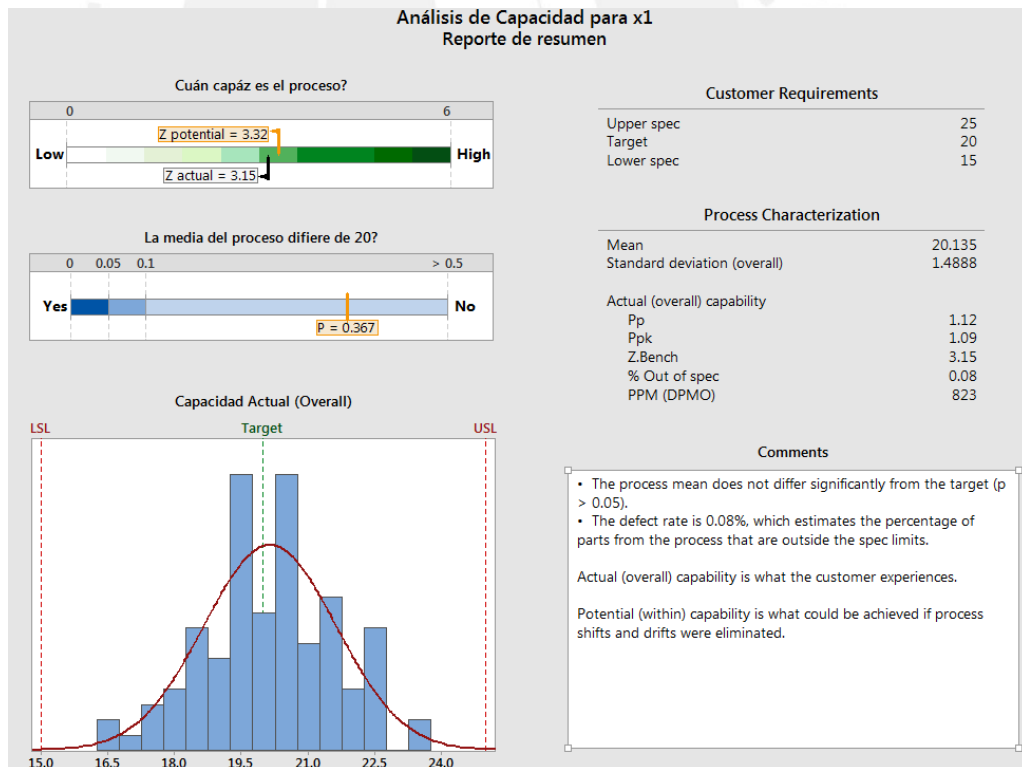 Análisis de Capacidad para x1
Reporte de resumen
Cuán capáz es el proceso?
0 6
Z potential = 3.32
Low High
Z actual = 3.15
La media del proceso difiere de 20?
0 0.05 0.1 > 0.5
Yes No
P = 0.367
Capacidad Actual (Overall)
LSL Target USL
15.0 16.5 18.0 19.5 21.0 22.5 24.0
Customer Requirements
Upper spec 25
Target 20
Lower spec 15
Process Characterization
Mean 20.135
Standard deviation (overall) 1.4888
Actual (overall) capability
Pp 1.12
Ppk 1.09
Z.Bench 3.15
% Out of spec 0.08
PPM (DPMO) 823
Comments
• The process mean does not differ significantly from the target (p
> 0.05).
• The defect rate is 0.08%, which estimates the percentage of
parts from the process that are outside the spec limits.
Actual (overall) capability is what the customer experiences.
Potential (within) capability is what could be achieved if process
shifts and drifts were eliminated.